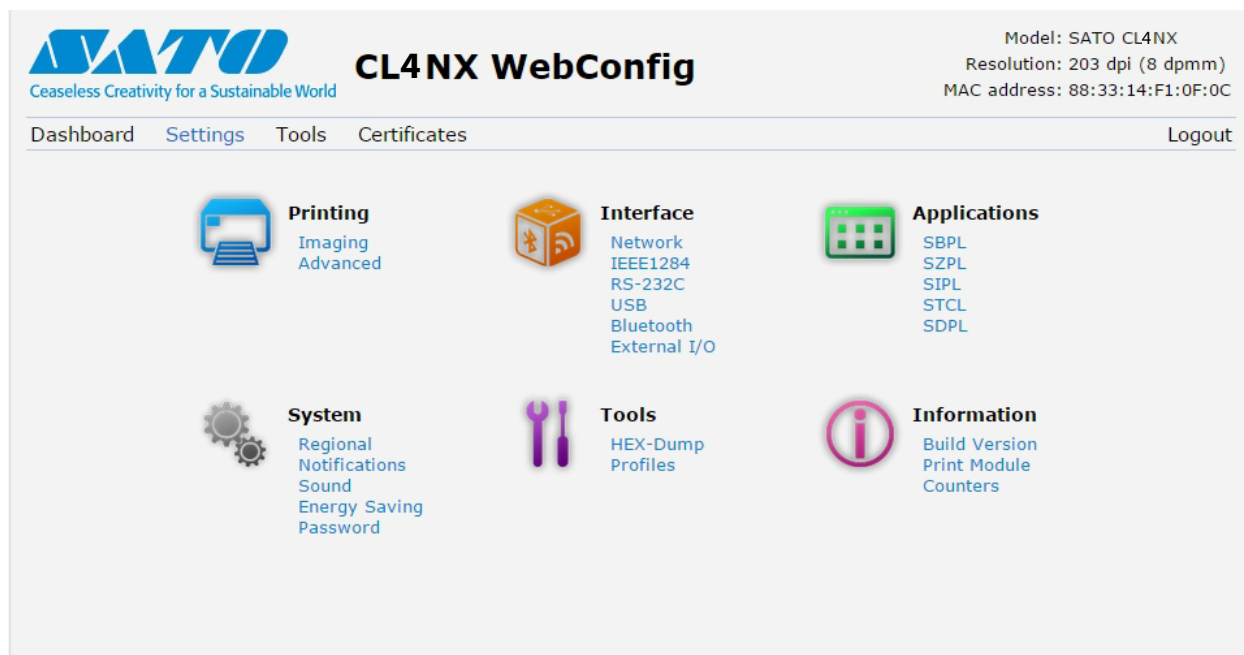 SATO
Ceaseless Creativity for a Sustainable World
CL4NX WebConfig
Model: SATO CL4NX
Resolution: 203 dpi (8 dpmm)
MAC address: 88:33:14:F1:0F:0C
Dashboard Settings Tools Certificates Logout
Printing
Imaging
Advanced
Interface
Network
IEEE1284
RS-232C
USB
Bluetooth
External I/O
Applications
SBPL
SZPL
SIPL
STCL
SDPL
System
Regional
Notifications
Sound
Energy Saving
Password
Tools
HEX-Dump
Profiles
Information
Build Version
Print Module
Counters